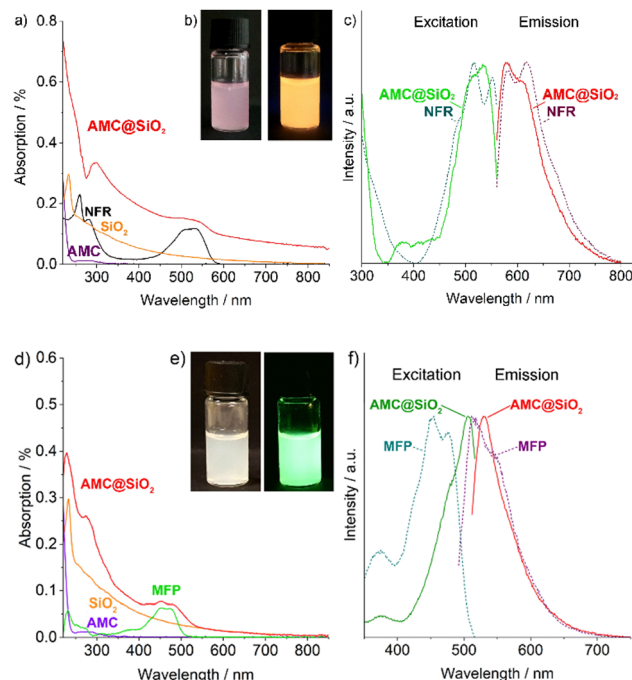 a)
b)
c)
0.8
0.6
0.4
0.2
0.0
Absorption / %
AMC@SiO₂
NFR
SiO₂
AMC
300 400 500 600 700 800
Wavelength / nm
Excitation
Emission
AMC@SiO₂
NFR
AMC@SiO₂
NFR
Intensity / a.u.
300 400 500 600 700 800
Wavelength / nm
d)
e)
f)
0.6
0.5
0.4
0.3
0.2
0.1
0.0
Absorption / %
AMC@SiO₂
SiO₂
MFP
AMC
300 400 500 600 700 800
Wavelength / nm
Excitation
Emission
AMC@SiO₂
AMC@SiO₂
MFP
MFP
Intensity / a.u.
400 500 600 700
Wavelength / nm